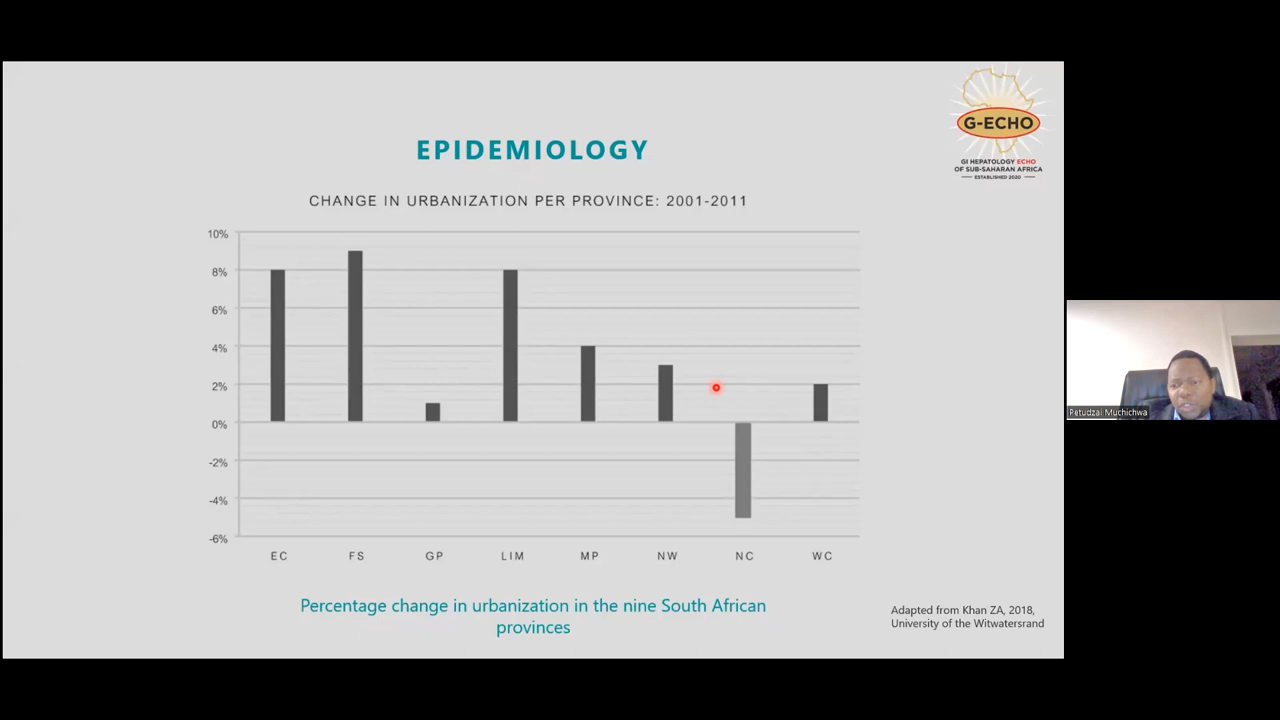 G-ECHO
GI HEPATOLOGY ECHO
OF SUB-SAHARAN AFRICA
ESTABLISHED 2020
EPIDEMIOLOGY
CHANGE IN URBANIZATION PER PROVINCE: 2001-2011
10%
8%
6%
4%
2%
0%
-2%
-4%
-6%
EC FS GP LIM MP NW NC WC
Percentage change in urbanization in the nine South African
provinces
Adapted from Khan ZA, 2018,
University of the Witwatersrand
Petudzai Muchichwa